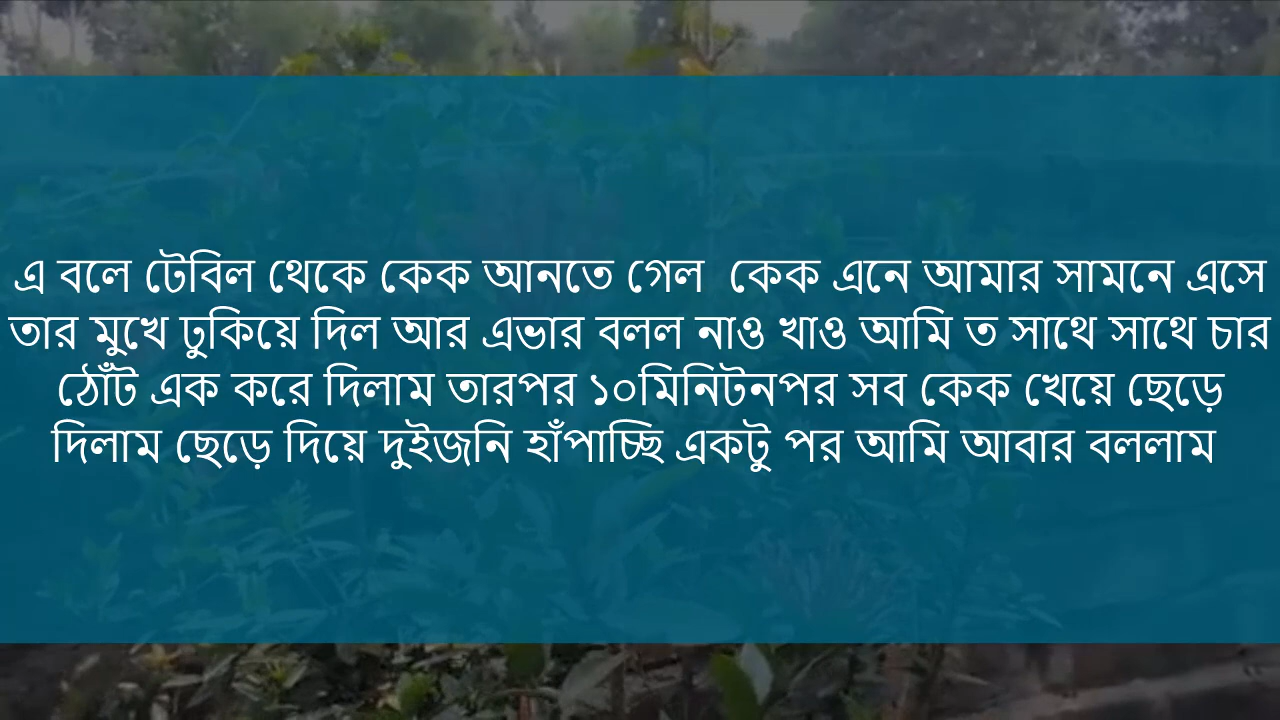 এ বলে টেবিল থেকে কেক আনতে গেল  কেক এনে আমার সামনে এসে
তার মুখে ঢুকিয়ে দিল আর এভার বলল নাও খাও আমি ত সাথে সাথে চার
ঠোঁট এক করে দিলাম তারপর ১০মিনিটনপর সব কেক খেয়ে ছেড়ে
দিলাম ছেড়ে দিয়ে দুইজনি হাঁপাচ্ছি একটু পর আমি আবার বললাম